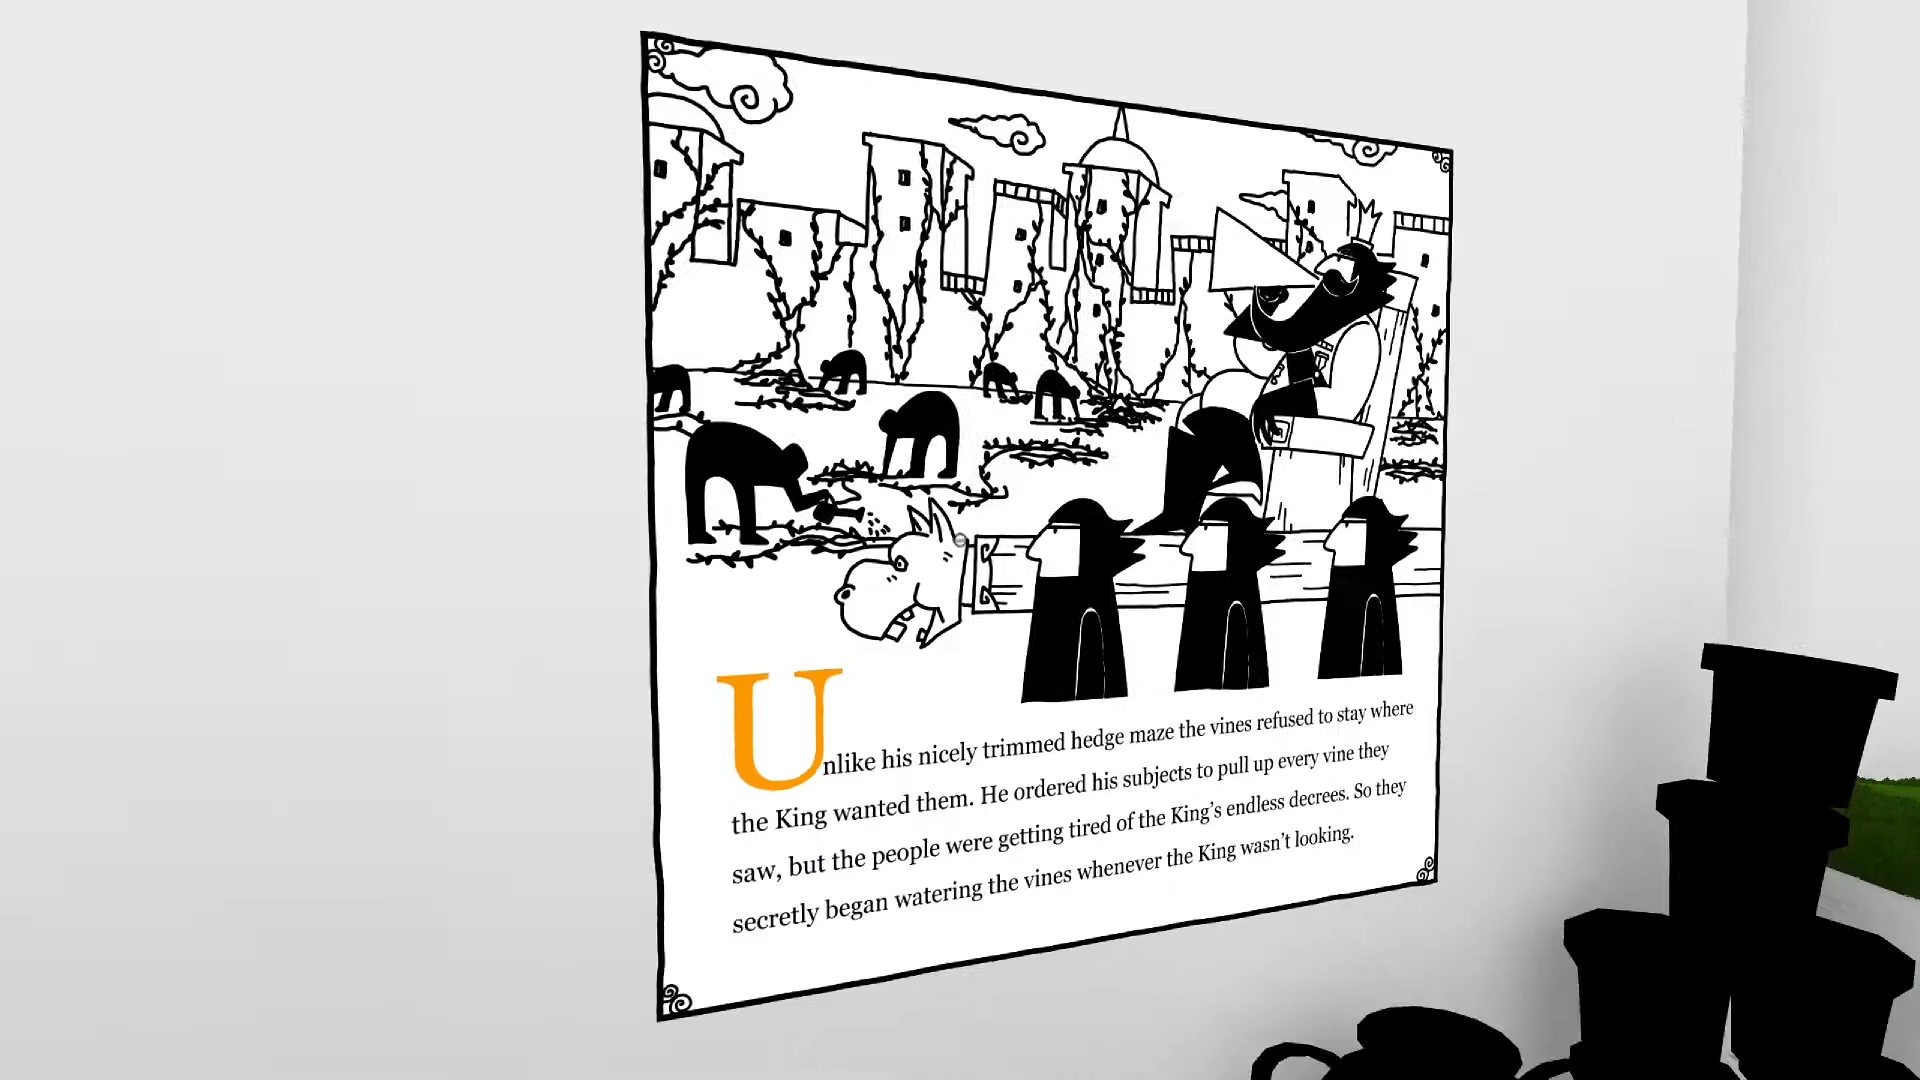 Unlike his nicely trimmed hedge maze the vines refused to stay where
the King wanted them. He ordered his subjects to pull up every vine they
saw, but the people were getting tired of the King’s endless decrees. So they
secretly began watering the vines whenever the King wasn’t looking.